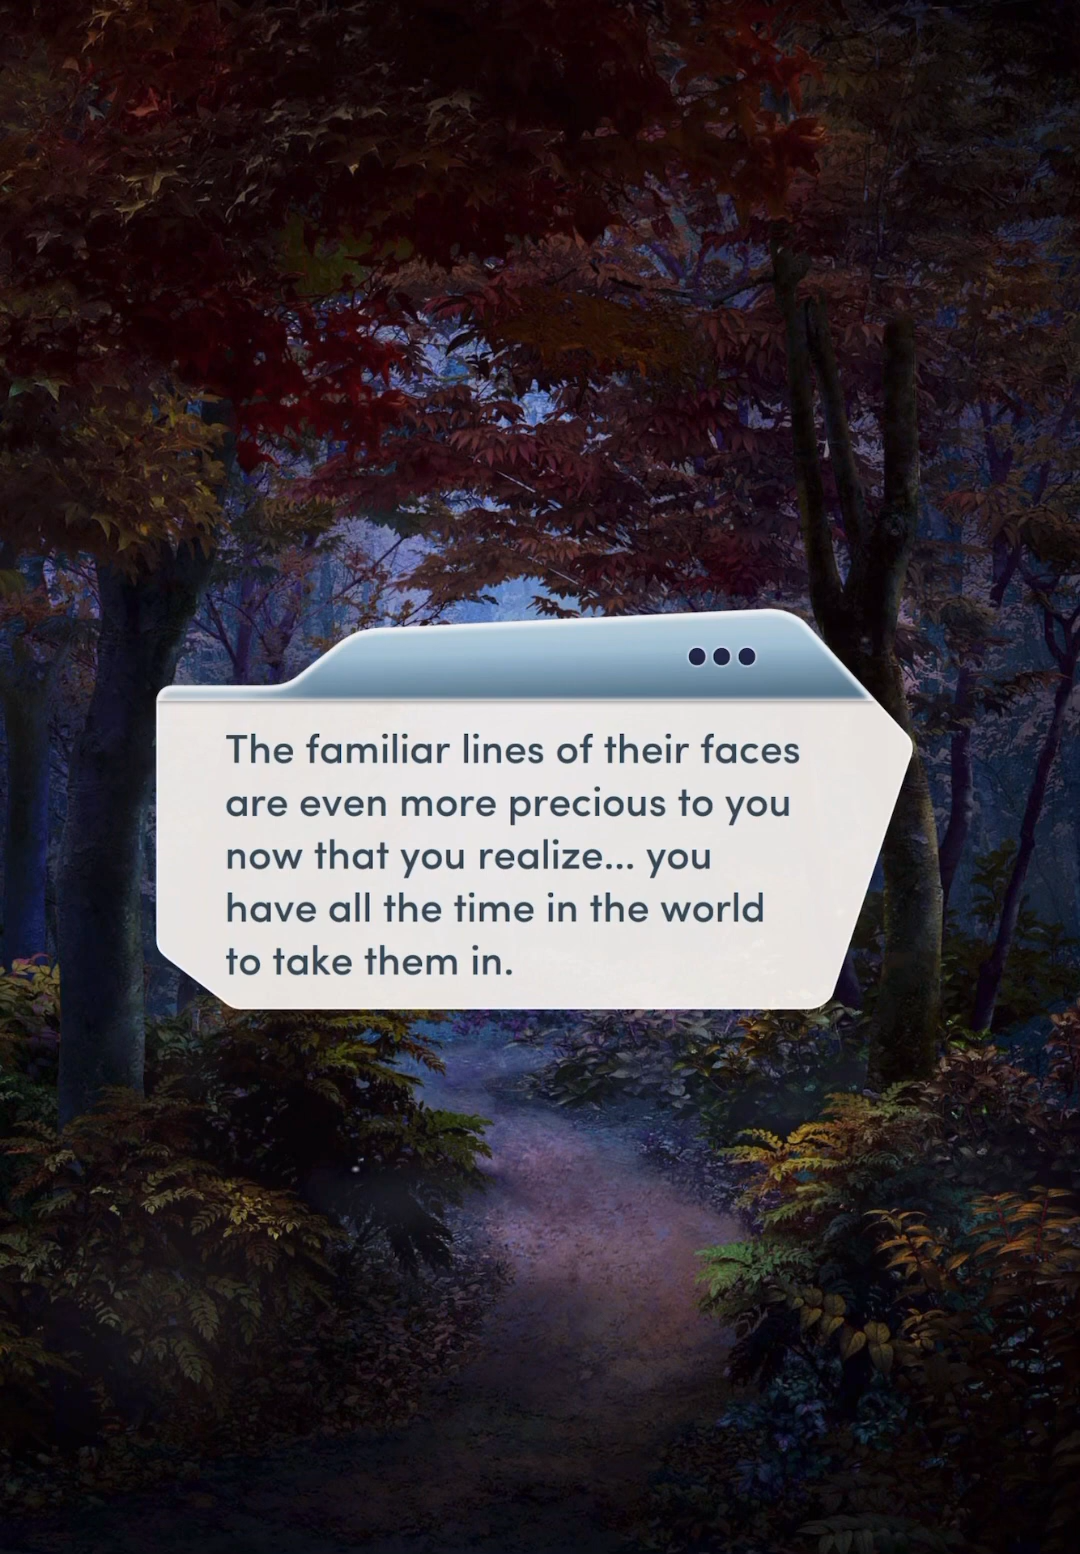 The familiar lines of their faces
are even more precious to you
now that you realize... you
have all the time in the world
to take them in.